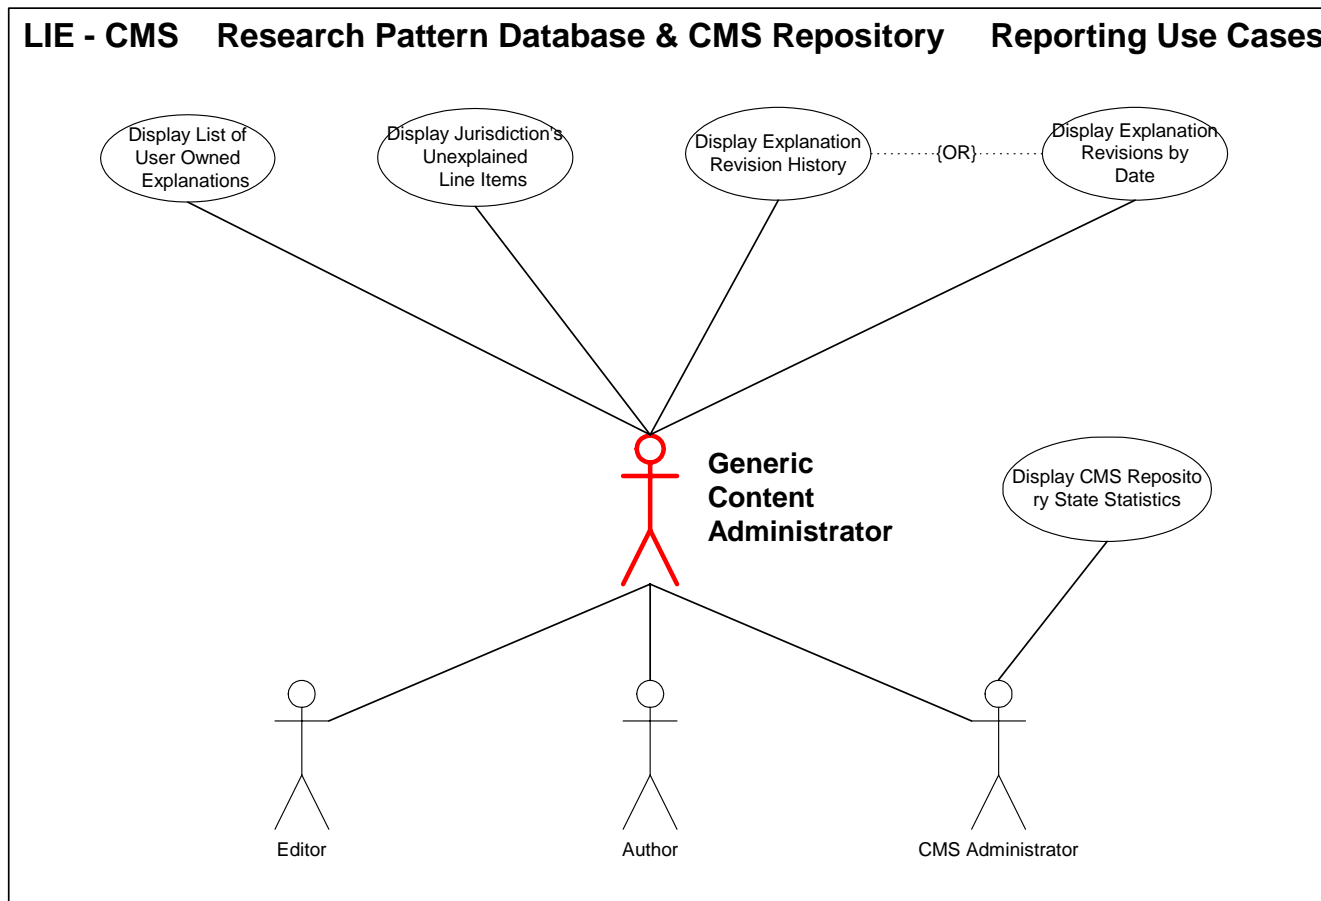 LIE - CMS Research Pattern Database & CMS Repository Reporting Use Cases
Display List of
User Owned
Explanations
Display Jurisdiction's
Unexplained
Line Items
Display Explanation
Revision History
{OR}
Display Explanation
Revisions by
Date
Generic
Content
Administrator
Display CMS Reposito
ry State Statistics
Editor
Author
CMS Administrator